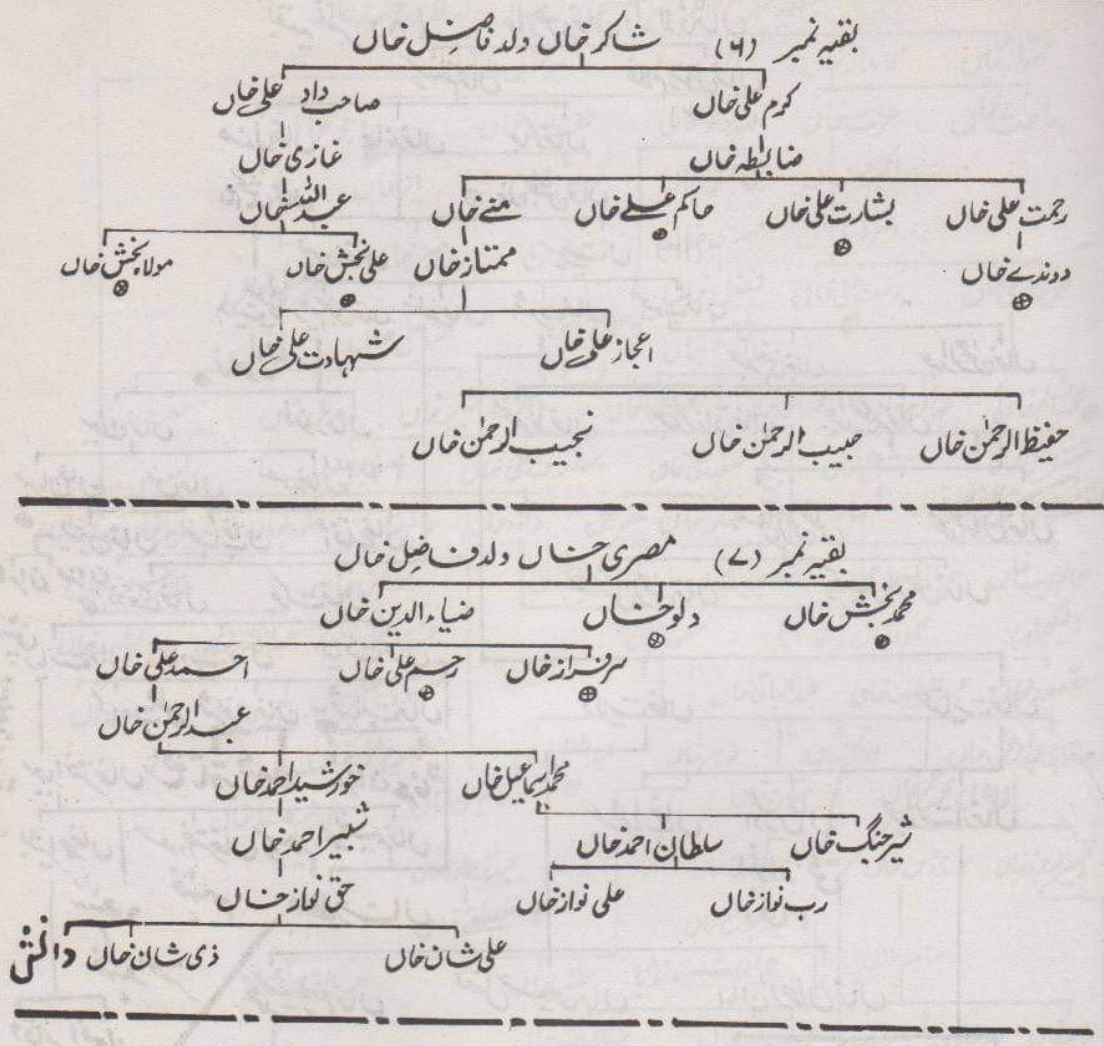 بقیہ نمبر (۶) شاکر خاں ولد فاضل خاں
کرم علی خاں صاحب داد علی خاں
ضابطہ خاں غازی خاں
رحمت علی خاں بشارت علی خاں حاکم علی خاں منے خاں عبداللہ خاں
دوندے خاں ممتاز خاں علی بخش خاں مولا بخش خاں
اعجاز علی خاں شہادت علی خاں
حفیظ الرحمٰن خاں حبیب الرحمٰن خاں نجیب الرحمٰن خاں
بقیہ نمبر (۷) مصری خاں ولد فاضل خاں
محمد بخش خاں دلو خاں ضیاء الدین خاں
سرفراز خاں رحیم علی خاں احمد علی خاں
عبدالرحمٰن خاں
محمد اسماعیل خاں خورشید احمد خاں
شیر جنگ خاں سلطان احمد خاں شبیر احمد خاں
رب نواز خاں علی نواز خاں حق نواز خاں
علی شان خاں ذی شان خاں دانش